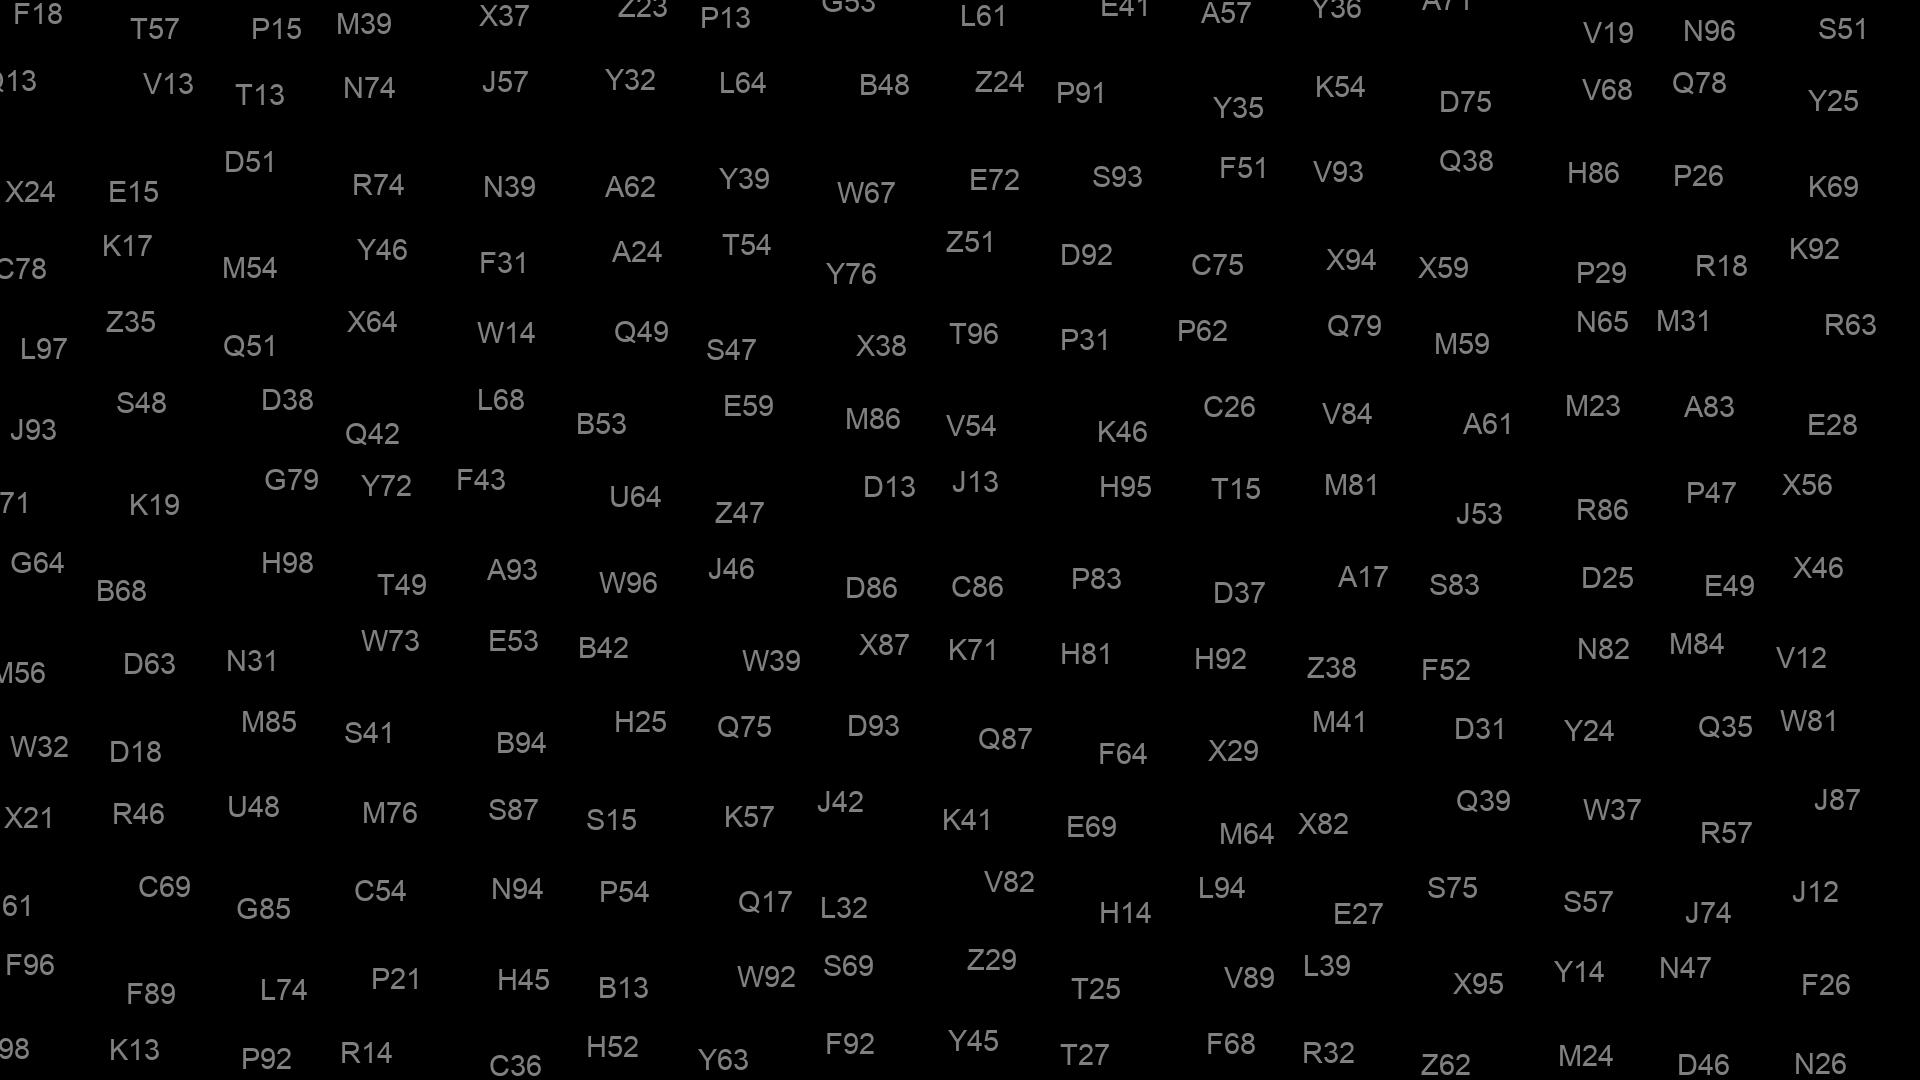 F18 T57 P15 M39 X37 Z23 P13 G53 L61 E41 A57 Y36 A71 V19 N96 S51
V13 T13 N74 J57 Y32 L64 B48 Z24 P91 Y35 K54 D75 V68 Q78 Y25
X24 E15 D51 R74 N39 A62 Y39 W67 E72 S93 F51 V93 Q38 H86 P26 K69
C78 K17 M54 Y46 F31 A24 T54 Y76 Z51 D92 C75 X94 X59 P29 R18 K92
L97 Z35 Q51 X64 W14 Q49 S47 X38 T96 P31 P62 Q79 M59 N65 M31 R63
J93 S48 D38 Q42 L68 B53 E59 M86 V54 K46 C26 V84 A61 M23 A83 E28
71 K19 G79 Y72 F43 U64 Z47 D13 J13 H95 T15 M81 J53 R86 P47 X56
G64 B68 H98 T49 A93 W96 J46 D86 C86 P83 D37 A17 S83 D25 E49 X46
M56 D63 N31 W73 E53 B42 W39 X87 K71 H81 H92 Z38 F52 N82 M84 V12
W32 D18 M85 S41 B94 H25 Q75 D93 Q87 F64 X29 M41 D31 Y24 Q35 W81
X21 R46 U48 M76 S87 S15 K57 J42 K41 E69 M64 X82 Q39 W37 R57 J87
61 C69 G85 C54 N94 P54 Q17 L32 V82 H14 L94 E27 S75 S57 J74 J12
F96 F89 L74 P21 H45 B13 W92 S69 Z29 T25 V89 L39 X95 Y14 N47 F26
98 K13 P92 R14 C36 H52 Y63 F92 Y45 T27 F68 R32 Z62 M24 D46 N26